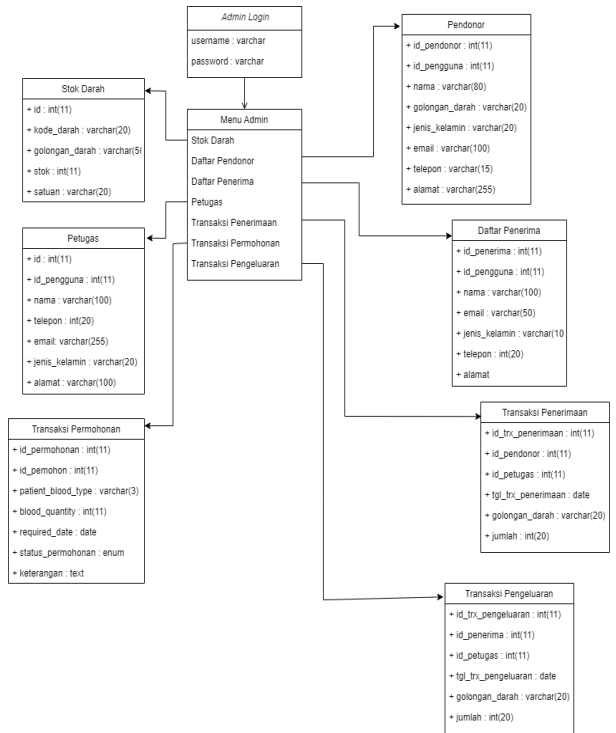 Admin Login
username : varchar
password : varchar
Menu Admin
Stok Darah
Daftar Pendonor
Daftar Penerima
Petugas
Transaksi Penerimaan
Transaksi Permohonan
Transaksi Pengeluaran
Stok Darah
+ id : int(11)
+ kode_darah : varchar(20)
+ golongan_darah : varchar(5(
+ stok : int(11)
+ satuan : varchar(20)
Petugas
+ id : int(11)
+ id_pengguna : int(11)
+ nama : varchar(100)
+ telepon : int(20)
+ email: varchar(255)
+ jenis_kelamin : varchar(20)
+ alamat : varchar(100)
Transaksi Permohonan
+ id_permohonan : int(11)
+ id_pemohon : int(11)
+ patient_blood_type : varchar(3)
+ blood_quantity : int(11)
+ required_date : date
+ status_permohonan : enum
+ keterangan : text
Pendonor
+ id_pendonor : int(11)
+ id_pengguna : int(11)
+ nama : varchar(80)
+ golongan_darah : varchar(20)
+ jenis_kelamin : varchar(20)
+ email : varchar(100)
+ telepon : varchar(15)
+ alamat : varchar(255)
Daftar Penerima
+ id_penerima : int(11)
+ id_pengguna : int(11)
+ nama : varchar(100)
+ email : varchar(50)
+ jenis_kelamin : varchar(10
+ telepon : int(20)
+ alamat
Transaksi Penerimaan
+ id_trx_penerimaan : int(11)
+ id_pendonor : int(11)
+ id_petugas : int(11)
+ tgl_trx_penerimaan : date
+ golongan_darah : varchar(20)
+ jumlah : int(20)
Transaksi Pengeluaran
+ id_trx_pengeluaran : int(11)
+ id_penerima : int(11)
+ id_petugas : int(11)
+ tgl_trx_pengeluaran : date
+ golongan_darah : varchar(20)
+ jumlah : int(20)